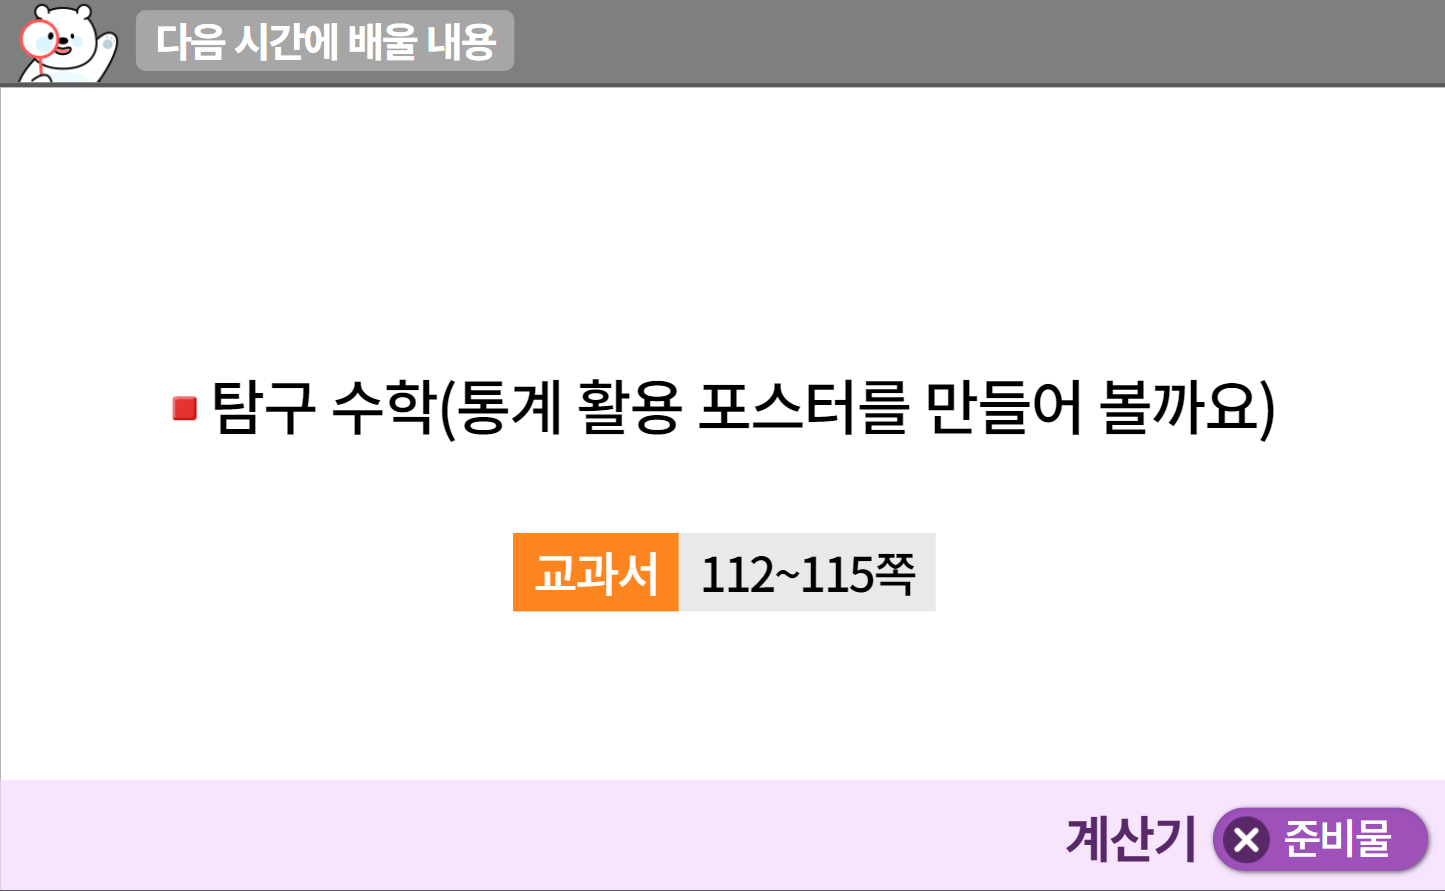 다음 시간에 배울 내용
탐구 수학(통계 활용 포스터를 만들어 볼까요)
교과서 112~115쪽
계산기 준비물